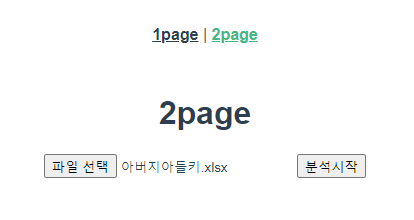 1page | 2page
2page
파일 선택 아버지아들키.xlsx 분석시작